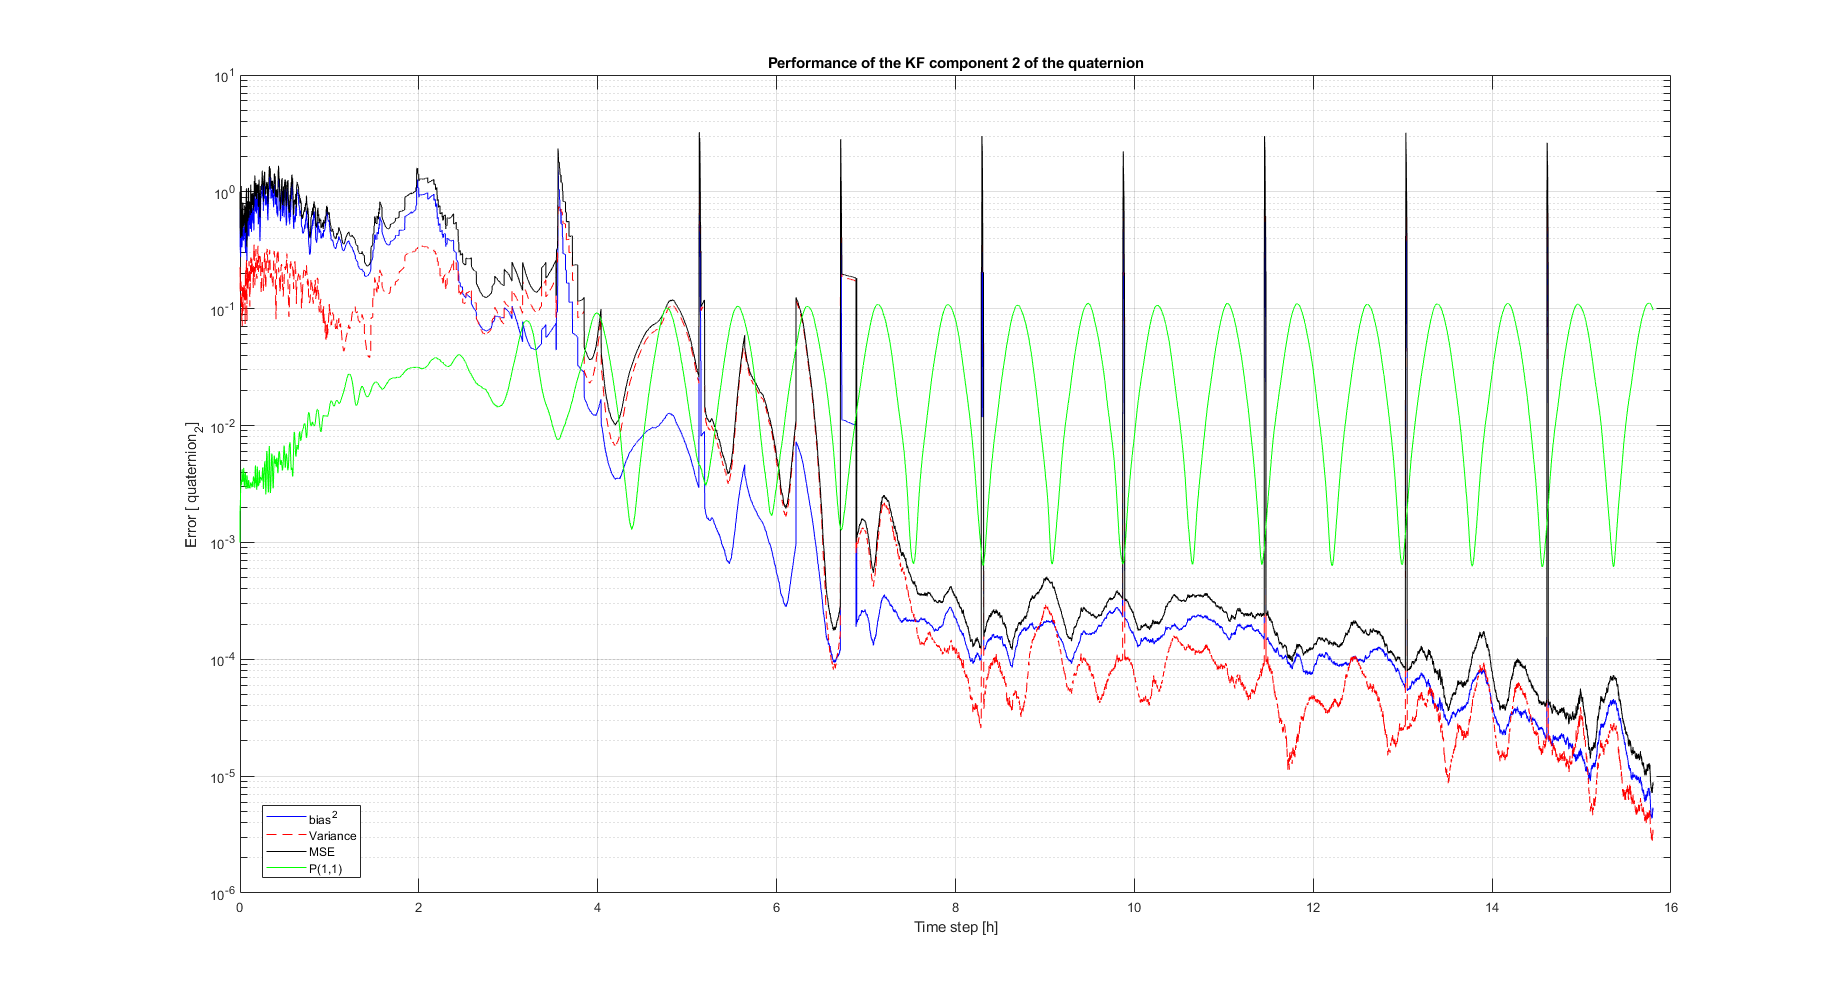 Performance of the KF component 2 of the quaternion
10^1
10^0
10^-1
10^-2
10^-3
10^-4
10^-5
10^-6
Error [ quaternion_2]
bias^2
Variance
MSE
P(1,1)
0 2 4 6 8 10 12 14 16
Time step [h]